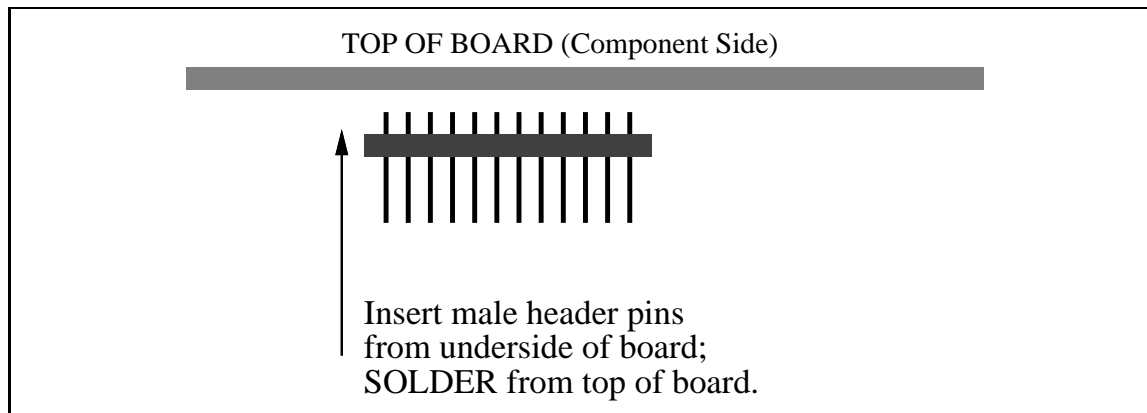 TOP OF BOARD (Component Side)
Insert male header pins
from underside of board;
SOLDER from top of board.